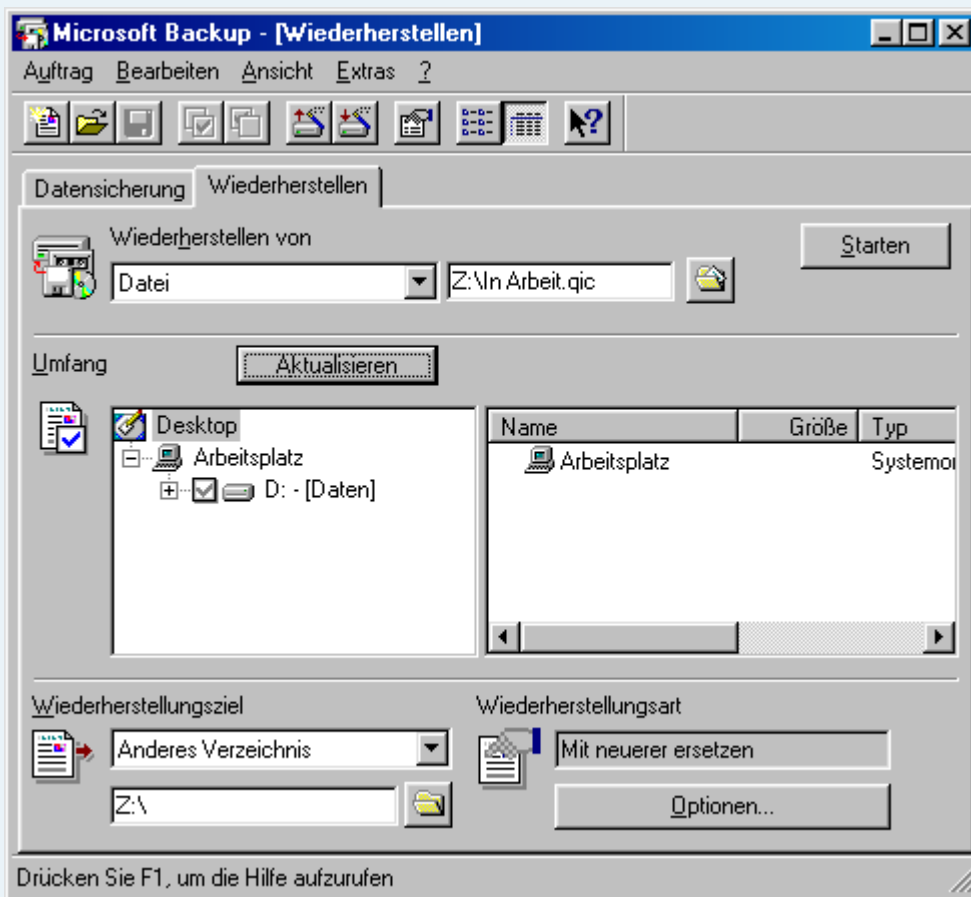 Microsoft Backup - [Wiederherstellen]
Auftrag Bearbeiten Ansicht Extras ?
Datensicherung Wiederherstellen
Wiederherstellen von
Starten
Datei Z:\In Arbeit.qic
Umfang Aktualisieren
Desktop
Arbeitsplatz
D: - [Daten]
Name Größe Typ
Arbeitsplatz Systemor
Wiederherstellungsziel
Anderes Verzeichnis
Z:\
Wiederherstellungsart
Mit neuerer ersetzen
Optionen...
Drücken Sie F1, um die Hilfe aufzurufen